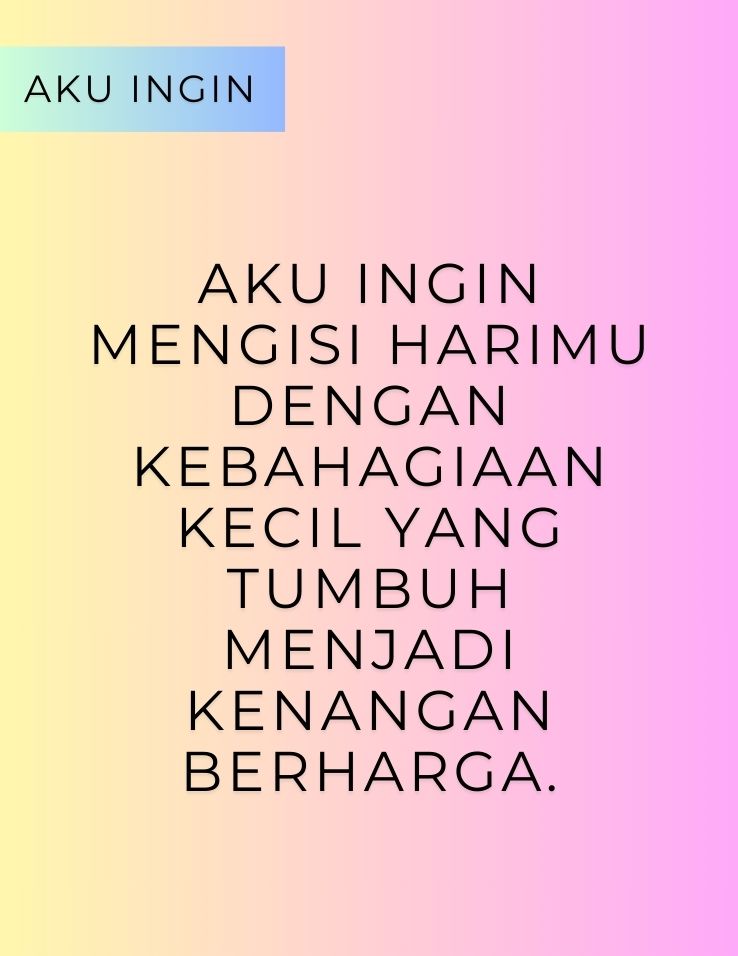 AKU INGIN
AKU INGIN
MENGISI HARIMU
DENGAN
KEBAHAGIAAN
KECIL YANG
TUMBUH
MENJADI
KENANGAN
BERHARGA.